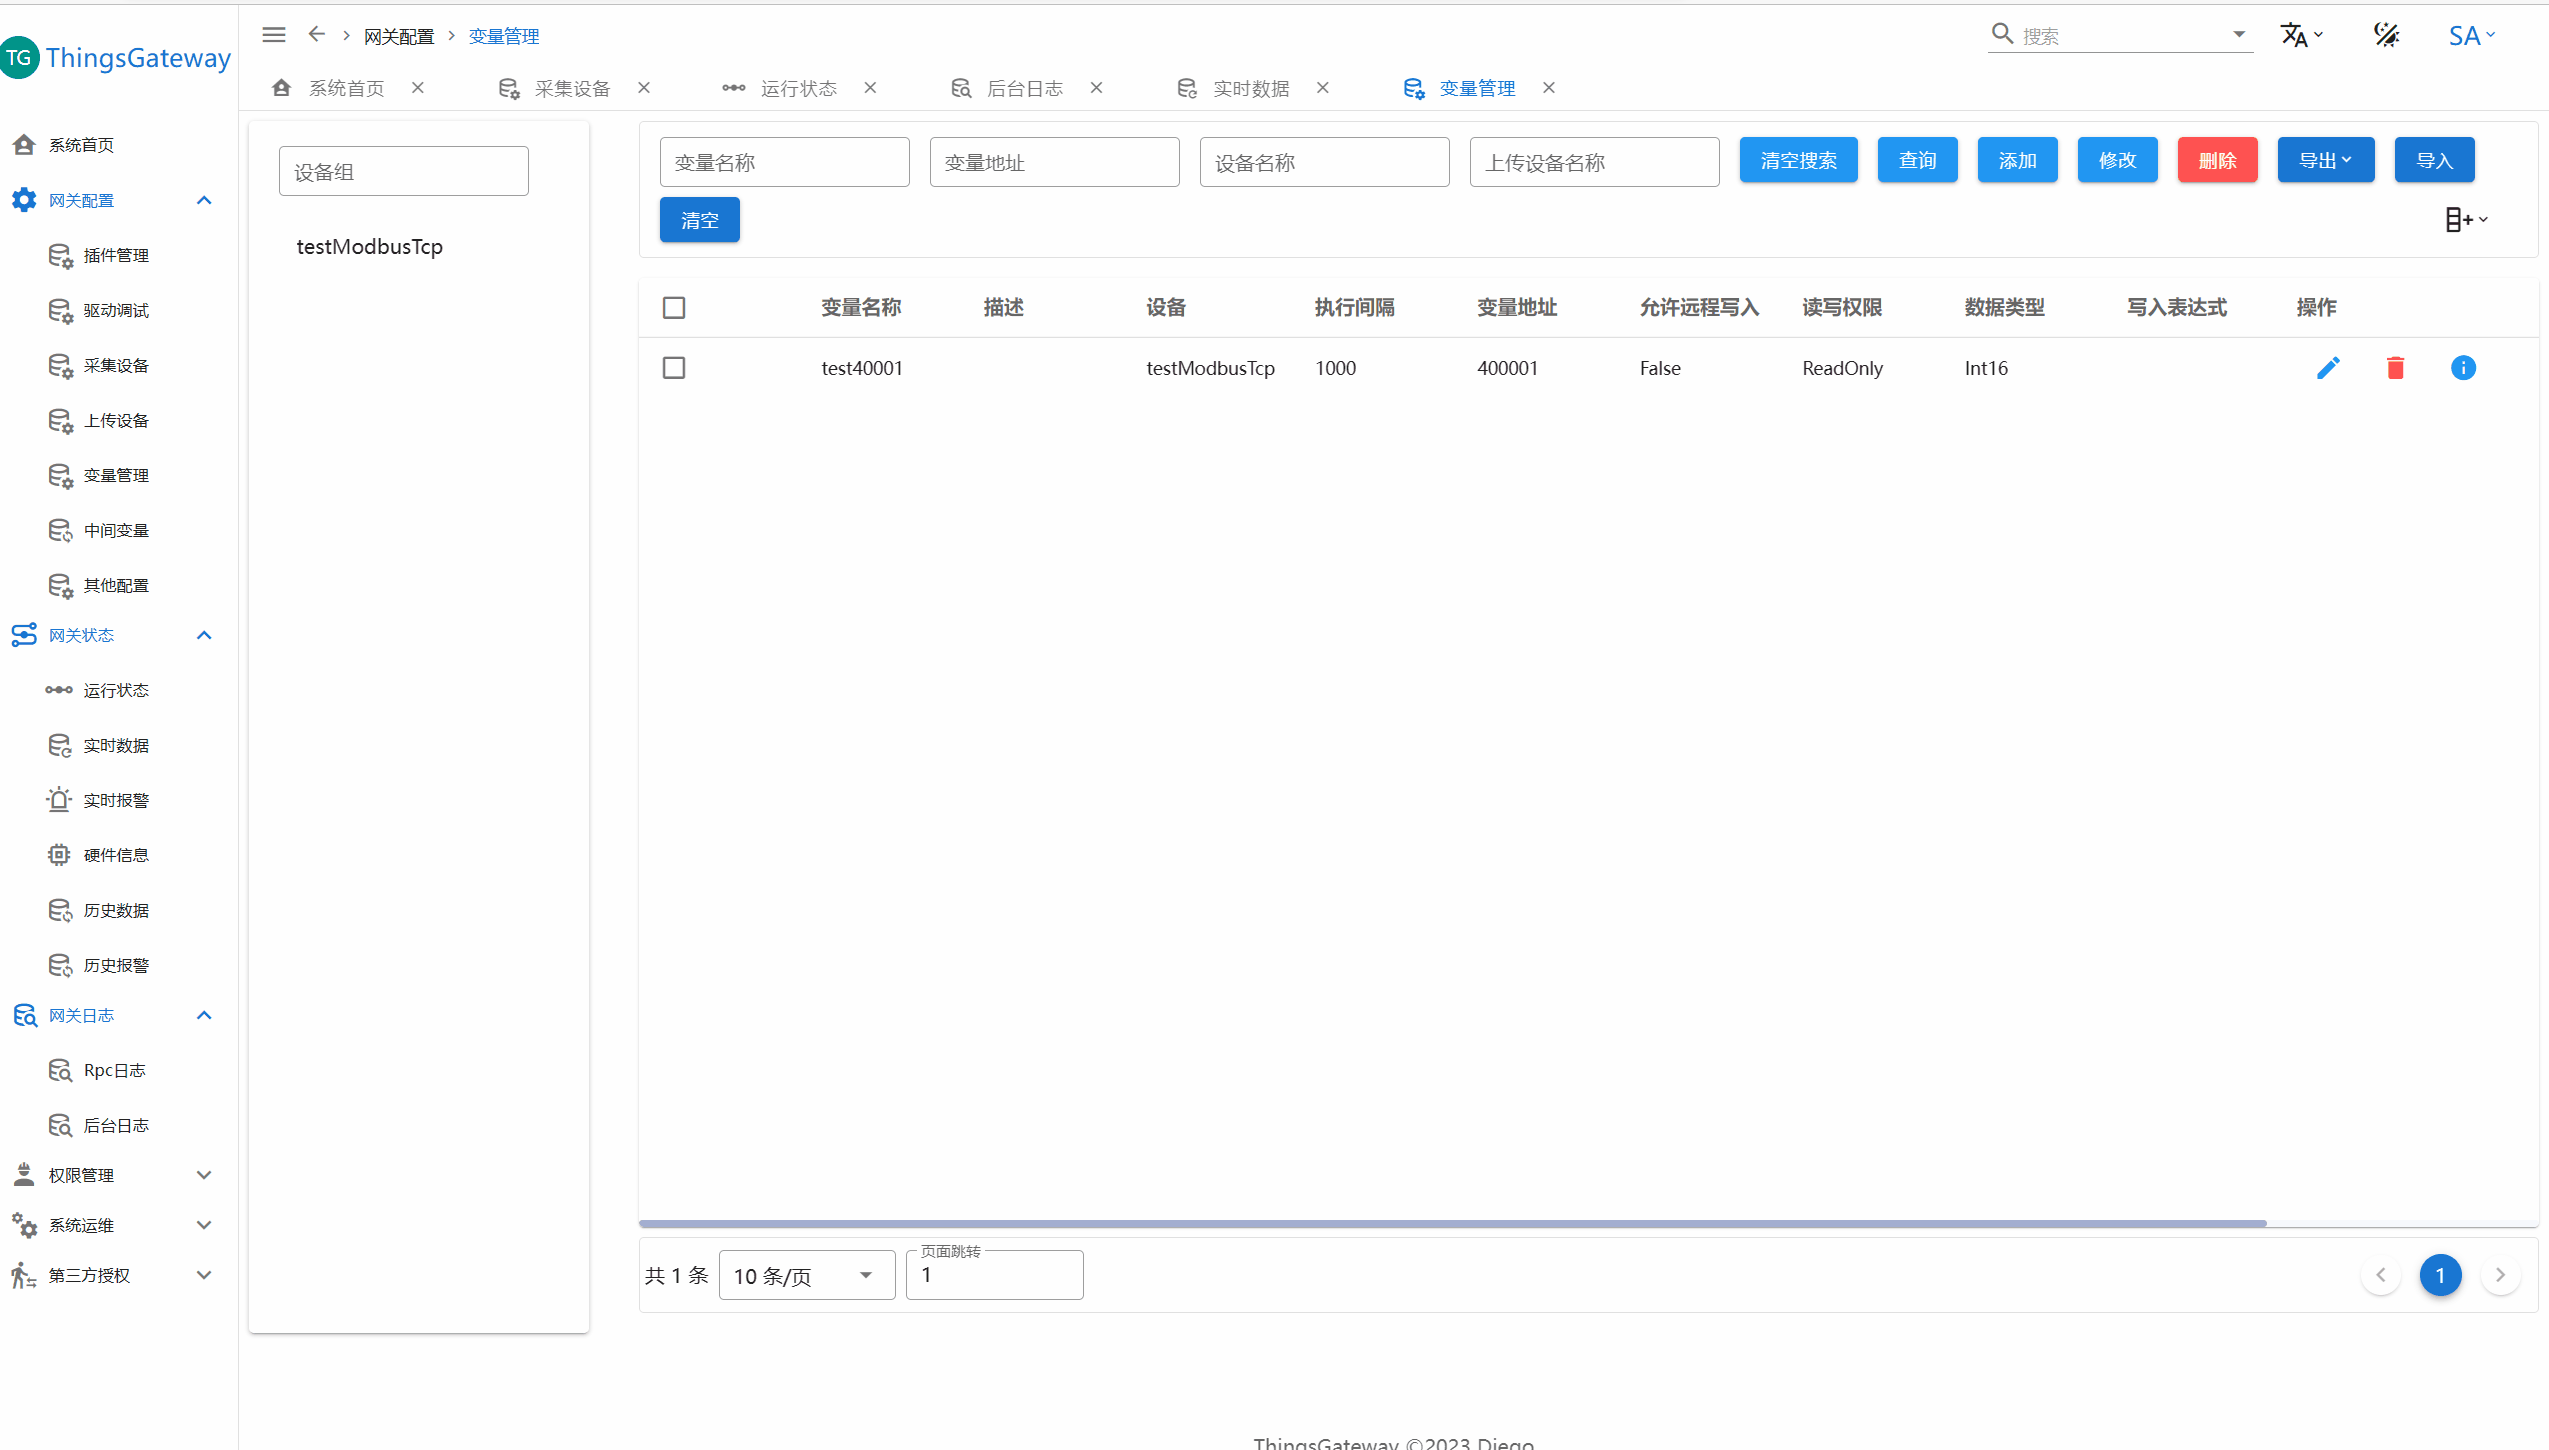 TG ThingsGateway
系统首页
网关配置
插件管理
驱动调试
采集设备
上传设备
变量管理
中间变量
其他配置
网关状态
运行状态
实时数据
实时报警
硬件信息
历史数据
历史报警
网关日志
Rpc日志
后台日志
权限管理
系统运维
第三方授权
网关配置 变量管理
搜索
SA
系统首页 采集设备 运行状态 后台日志 实时数据 变量管理
设备组
testModbusTcp
变量名称 变量地址 设备名称 上传设备名称 清空搜索 查询 添加 修改 删除 导出 导入
清空
变量名称 描述 设备 执行间隔 变量地址 允许远程写入 读写权限 数据类型 写入表达式 操作
test40001 testModbusTcp 1000 400001 False ReadOnly Int16
页面跳转
共 1 条 10 条/页 1 1
ThingsGateway ©2023 Diego